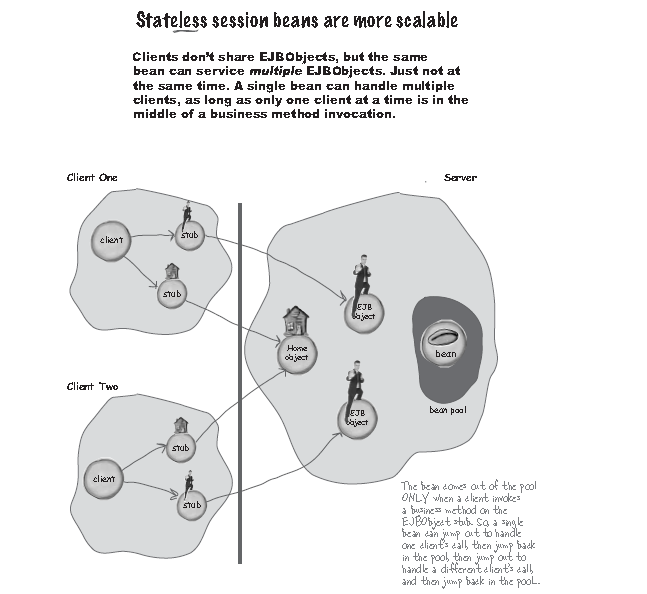 Stateless session beans are more scalable
Clients don't share EJBObjects, but the same
bean can service multiple EJBObjects. Just not at
the same time. A single bean can handle multiple
clients, as long as only one client at a time is in the
middle of a business method invocation.
Client One
Server
client
stub
stub
EJB
object
Home
object
bean
bean pool
Client Two
client
stub
stub
EJB
object
The bean comes out of the pool
ONLY when a client invokes
a business method on the
EJBObject stub. So, a single
bean can jump out to handle
one client's call, then jump back
in the pool, then jump out to
handle a different client's call,
and then jump back in the pool.